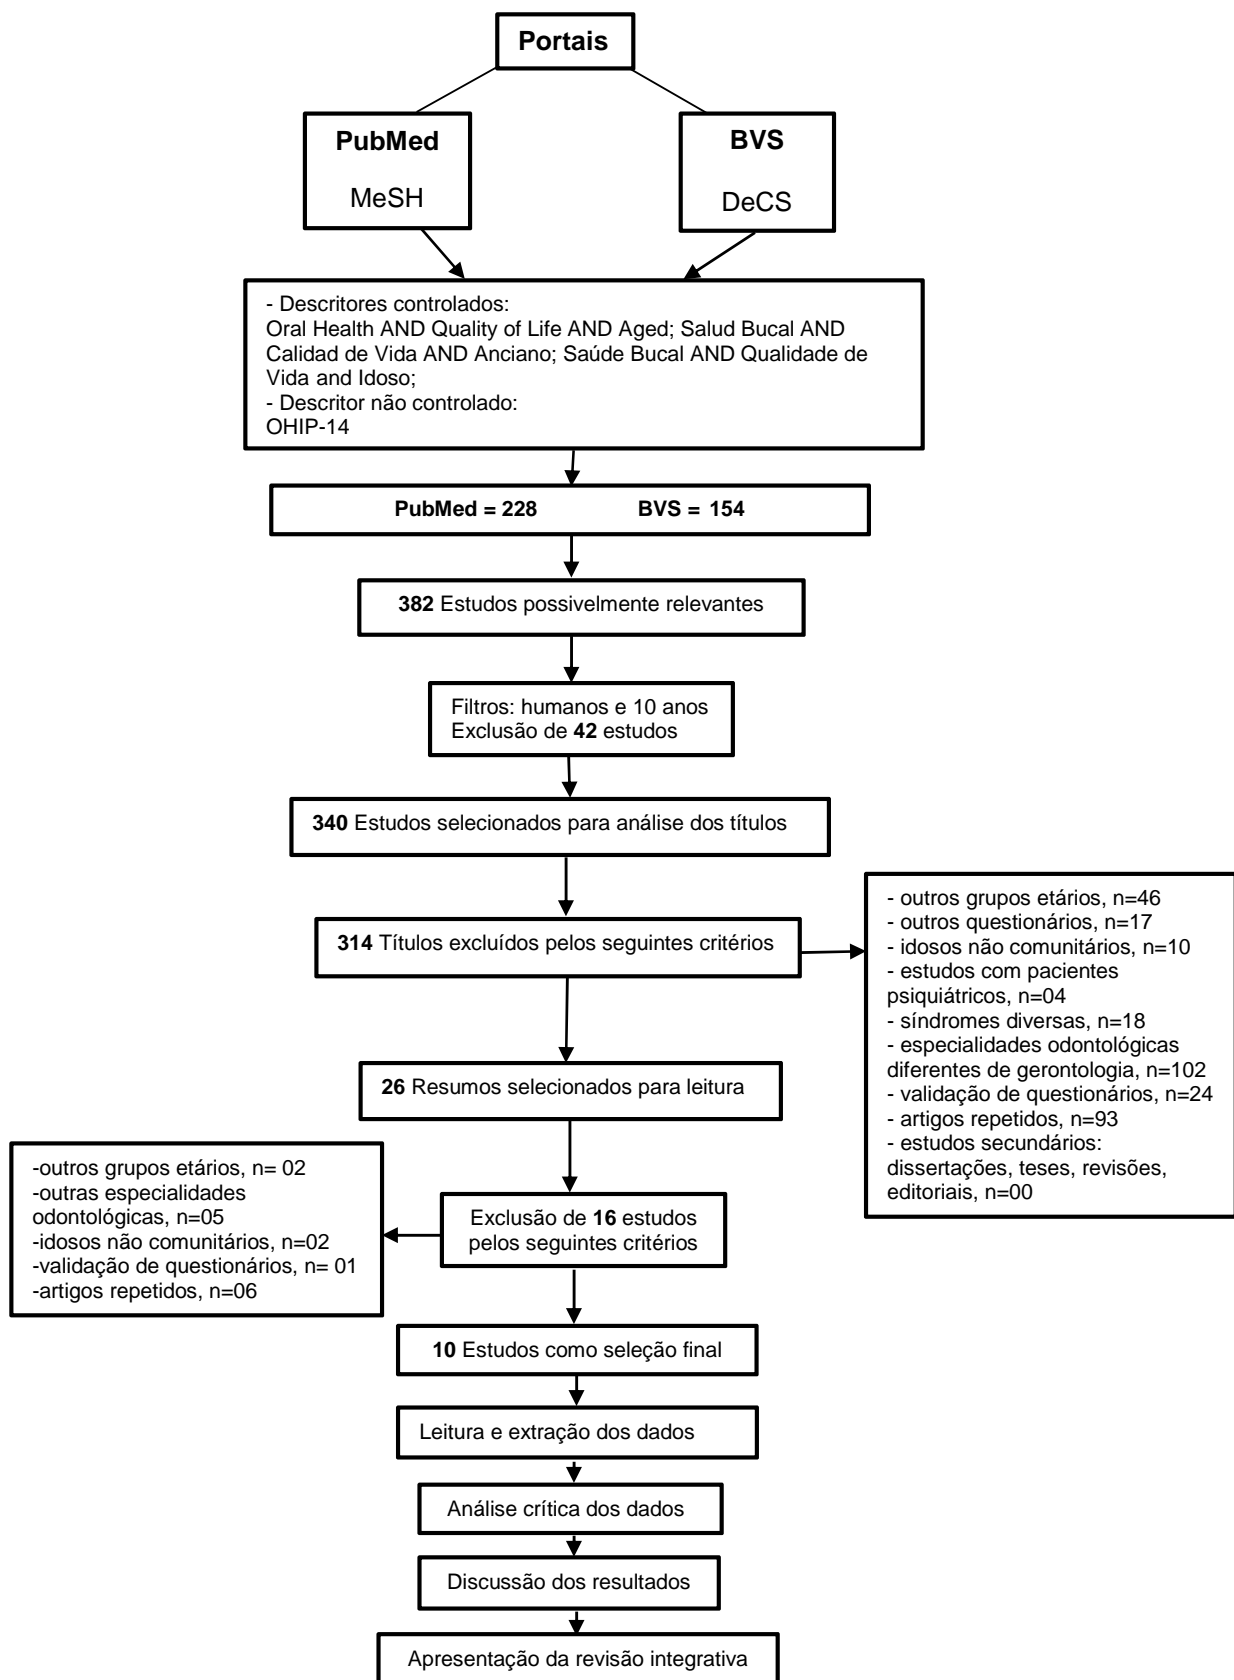 Portais
PubMed
MeSH
BVS
DeCS
- Descritores controlados:
Oral Health AND Quality of Life AND Aged; Salud Bucal AND
Calidad de Vida AND Anciano; Saúde Bucal AND Qualidade de
Vida and Idoso;
- Descritor não controlado:
OHIP-14
PubMed = 228 BVS = 154
382 Estudos possivelmente relevantes
Filtros: humanos e 10 anos
Exclusão de 42 estudos
340 Estudos selecionados para análise dos títulos
314 Títulos excluídos pelos seguintes critérios
- outros grupos etários, n=46
- outros questionários, n=17
- idosos não comunitários, n=10
- estudos com pacientes
psiquiátricos, n=04
- síndromes diversas, n=18
- especialidades odontológicas
diferentes de gerontologia, n=102
- validação de questionários, n=24
- artigos repetidos, n=93
- estudos secundários:
dissertações, teses, revisões,
editoriais, n=00
26 Resumos selecionados para leitura
-outros grupos etários, n= 02
-outras especialidades
odontológicas, n=05
-idosos não comunitários, n=02
-validação de questionários, n= 01
-artigos repetidos, n=06
Exclusão de 16 estudos
pelos seguintes critérios
10 Estudos como seleção final
Leitura e extração dos dados
Análise crítica dos dados
Discussão dos resultados
Apresentação da revisão integrativa